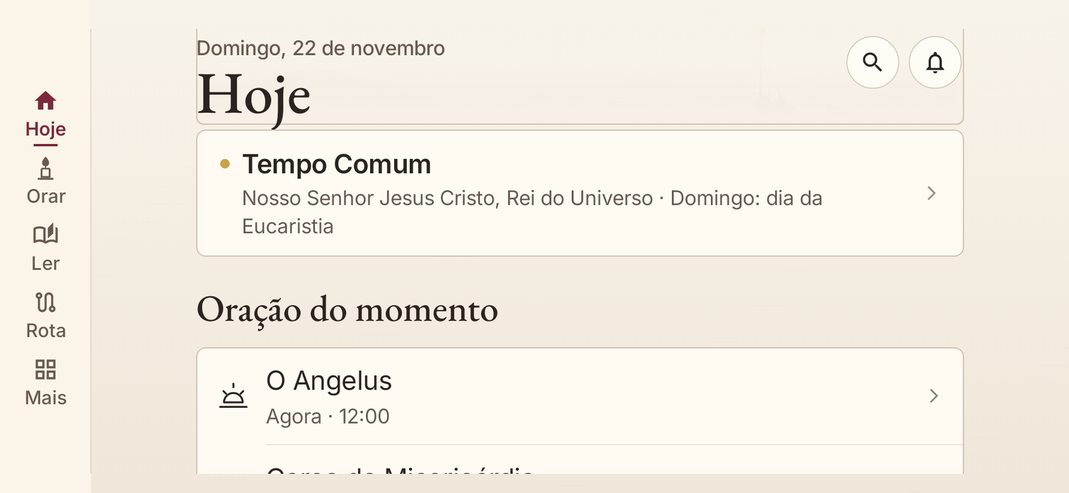 Domingo, 22 de novembro
Hoje
Hoje
Orar
Ler
Rota
Mais
Tempo Comum
Nosso Senhor Jesus Cristo, Rei do Universo · Domingo: dia da
Eucaristia
Oração do momento
O Angelus
Agora · 12:00